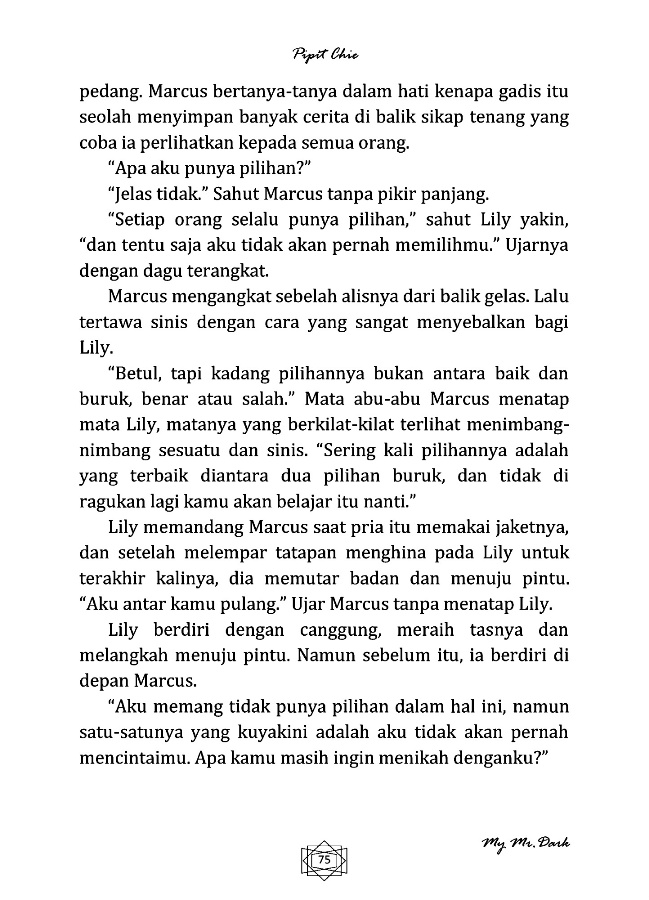 Pipit Chie
pedang. Marcus bertanya-tanya dalam hati kenapa gadis itu
seolah menyimpan banyak cerita di balik sikap tenang yang
coba ia perlihatkan kepada semua orang.
“Apa aku punya pilihan?”
“Jelas tidak.” Sahut Marcus tanpa pikir panjang.
“Setiap orang selalu punya pilihan,” sahut Lily yakin,
“dan tentu saja aku tidak akan pernah memilihmu.” Ujarnya
dengan dagu terangkat.
Marcus mengangkat sebelah alisnya dari balik gelas. Lalu
tertawa sinis dengan cara yang sangat menyebalkan bagi
Lily.
“Betul, tapi kadang pilihannya bukan antara baik dan
buruk, benar atau salah.” Mata abu-abu Marcus menatap
mata Lily, matanya yang berkilat-kilat terlihat menimbang-
nimbang sesuatu dan sinis. “Sering kali pilihannya adalah
yang terbaik diantara dua pilihan buruk, dan tidak di
ragukan lagi kamu akan belajar itu nanti.”
Lily memandang Marcus saat pria itu memakai jaketnya,
dan setelah melempar tatapan menghina pada Lily untuk
terakhir kalinya, dia memutar badan dan menuju pintu.
“Aku antar kamu pulang.” Ujar Marcus tanpa menatap Lily.
Lily berdiri dengan canggung, meraih tasnya dan
melangkah menuju pintu. Namun sebelum itu, ia berdiri di
depan Marcus.
“Aku memang tidak punya pilihan dalam hal ini, namun
satu-satunya yang kuyakini adalah aku tidak akan pernah
mencintaimu. Apa kamu masih ingin menikah denganku?”
My Mr. Dark
75